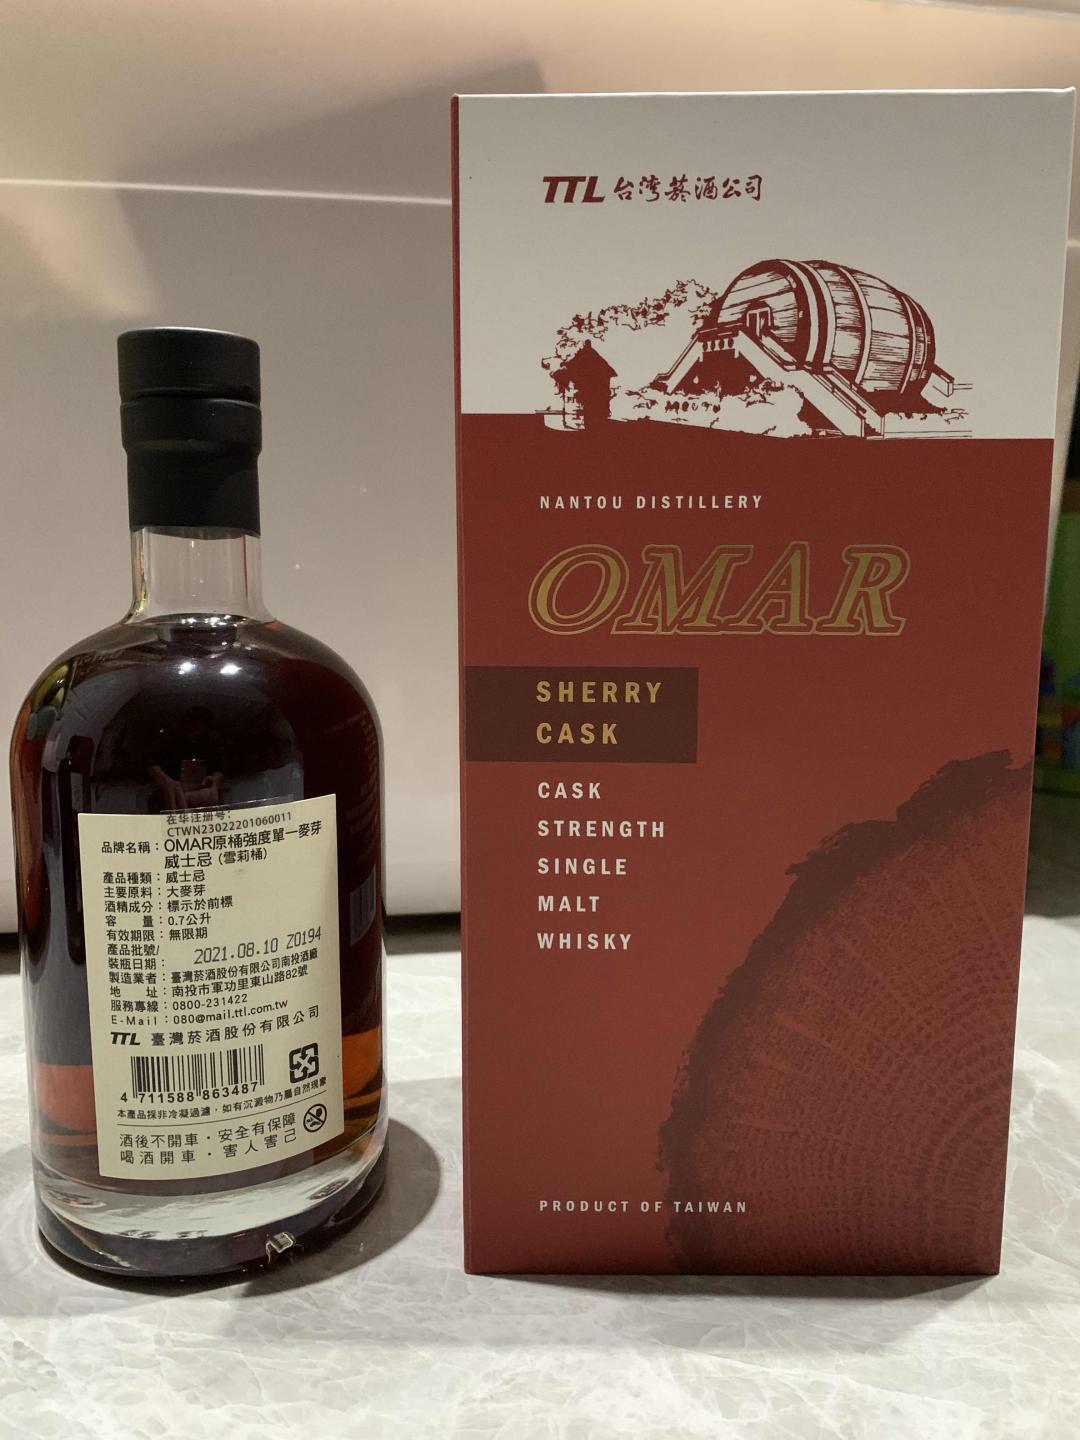 在华注册号：
CTWN23022201060011
品牌名稱：OMAR原桶強度單一麥芽
威士忌（雪莉桶）
產品種類：威士忌
主要原料：大麥芽
酒精成分：標示於前標
容 量：0.7公升
有效期限：無限期
產品批號/
裝瓶日期： 2021.08.10 Z0194
製造業者：臺灣菸酒股份有限公司南投酒廠
地 址：南投市軍功里東山路82號
服務專線：0800-231422
E-Mail：080@mail.ttl.com.tw
TTL 臺灣菸酒股份有限公司
4 711588 863487
本產品採非冷凝過濾，如有沉澱物乃屬自然現象
酒後不開車·安全有保障
喝酒開車·害人害己
TTL 台湾菸酒公司
NANTOU DISTILLERY
OMAR
SHERRY
CASK
CASK
STRENGTH
SINGLE
MALT
WHISKY
PRODUCT OF TAIWAN